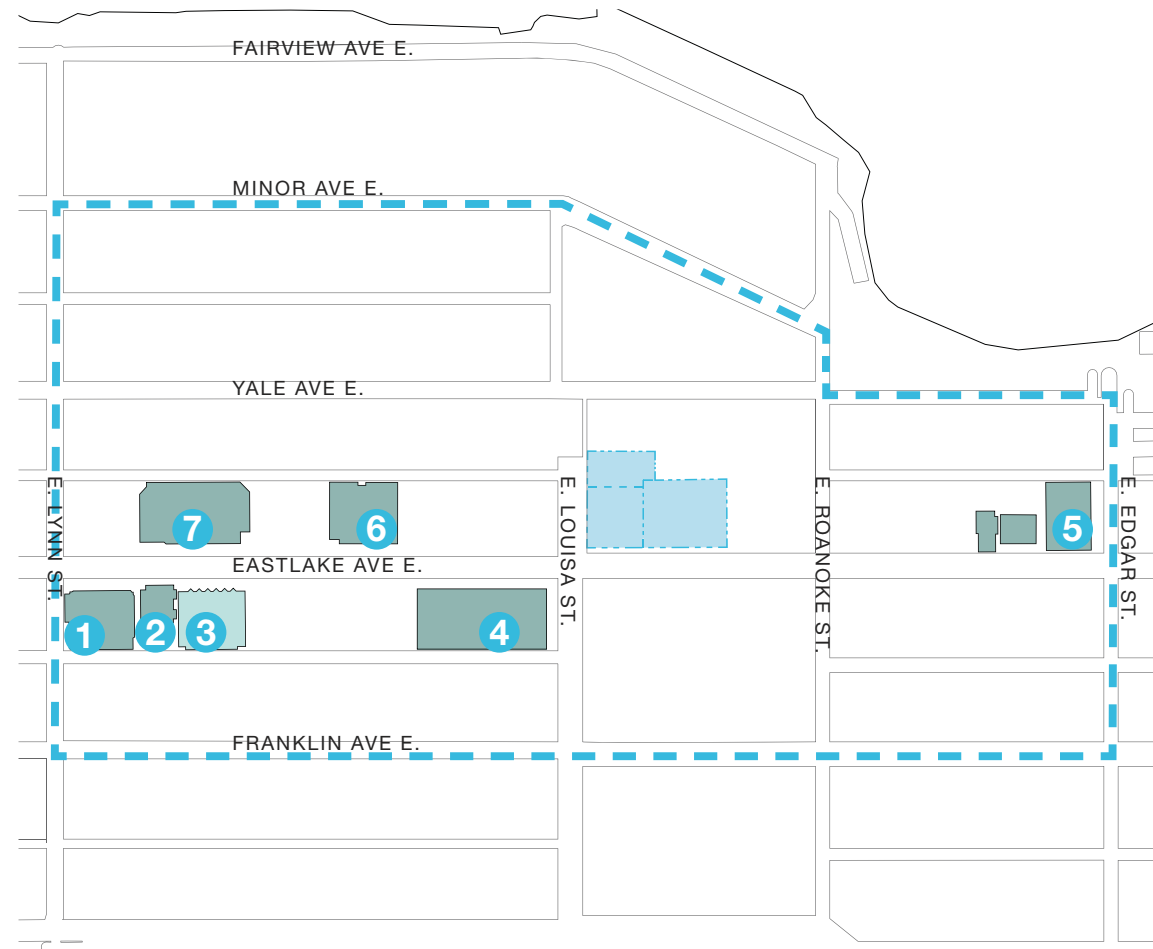 FAIRVIEW AVE E.
MINOR AVE E.
YALE AVE E.
E. LYNN ST.
E. LOUISA ST.
E. ROANOKE ST.
E. EDGAR ST.
7
6
5
EASTLAKE AVE E.
1
2
3
4
FRANKLIN AVE E.